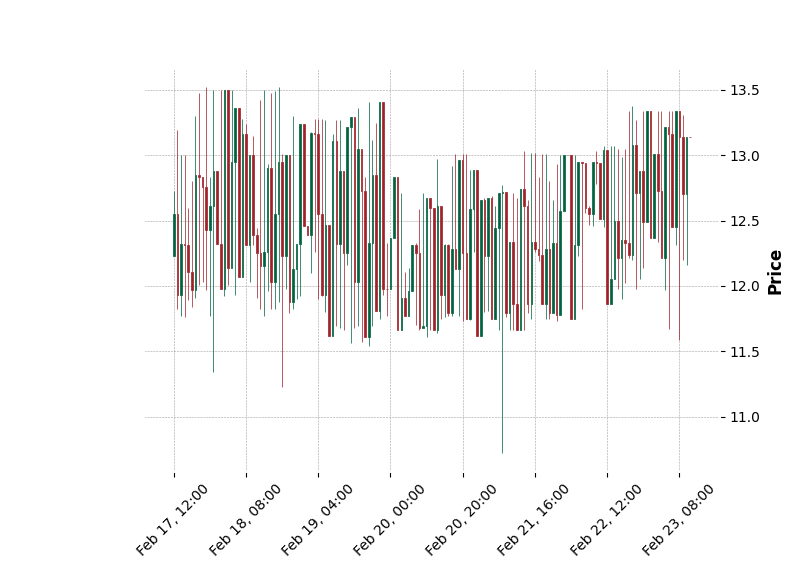 13.5
13.0
12.5
12.0
11.5
11.0
Price
Feb 17, 12:00
Feb 18, 08:00
Feb 19, 04:00
Feb 20, 00:00
Feb 20, 20:00
Feb 21, 16:00
Feb 22, 12:00
Feb 23, 08:00